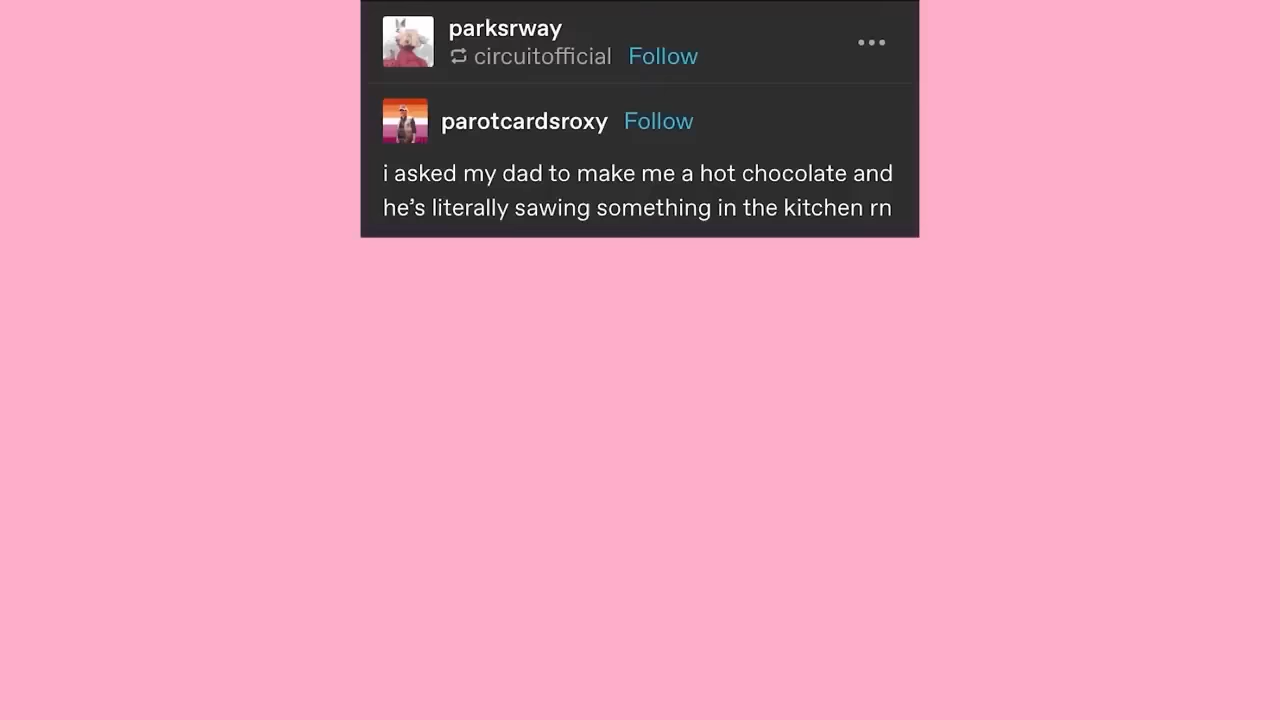 parksrway
circuitofficial Follow
parotcardsroxy Follow
i asked my dad to make me a hot chocolate and
he’s literally sawing something in the kitchen rn